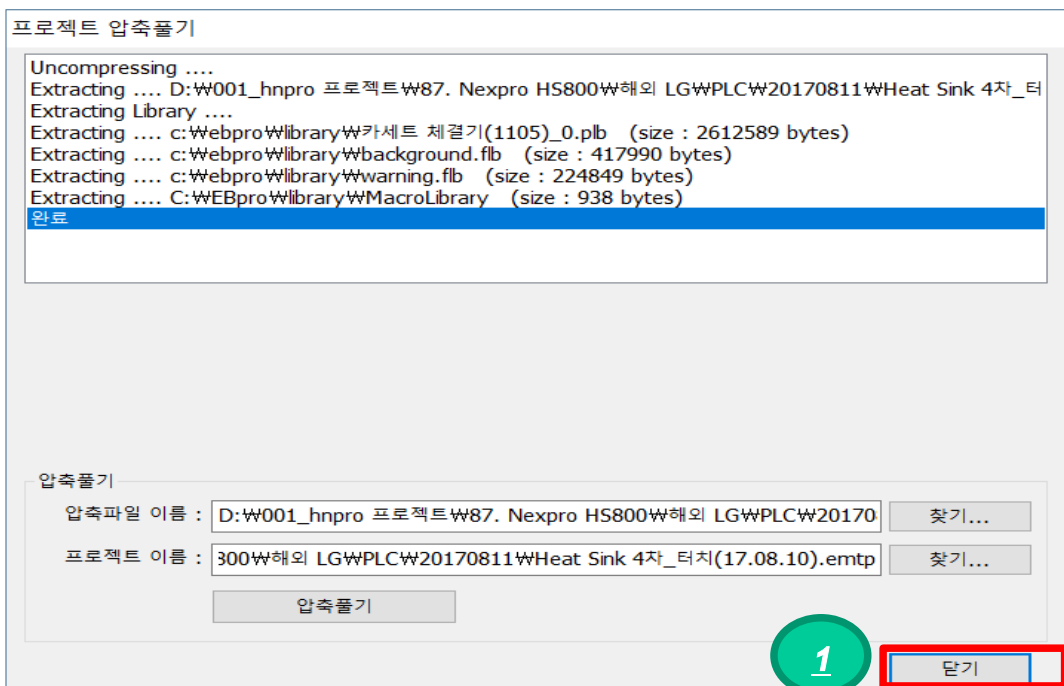 프로젝트 압축풀기
Uncompressing ....
Extracting .... D:₩001_hnpro 프로젝트₩87. Nexpro HS800₩해외 LG₩PLC₩20170811₩Heat Sink 4차_터
Extracting Library ....
Extracting .... c:₩ebpro₩library₩카세트 체결기(1105)_0.plb (size : 2612589 bytes)
Extracting .... c:₩ebpro₩library₩background.flb (size : 417990 bytes)
Extracting .... c:₩ebpro₩library₩warning.flb (size : 224849 bytes)
Extracting .... C:₩EBpro₩library₩MacroLibrary (size : 938 bytes)
완료
압축풀기
압축파일 이름 : D:₩001_hnpro 프로젝트₩87. Nexpro HS800₩해외 LG₩PLC₩20170 찾기...
프로젝트 이름 : 800₩해외 LG₩PLC₩20170811₩Heat Sink 4차_터치(17.08.10).emtp 찾기...
압축풀기
1 닫기